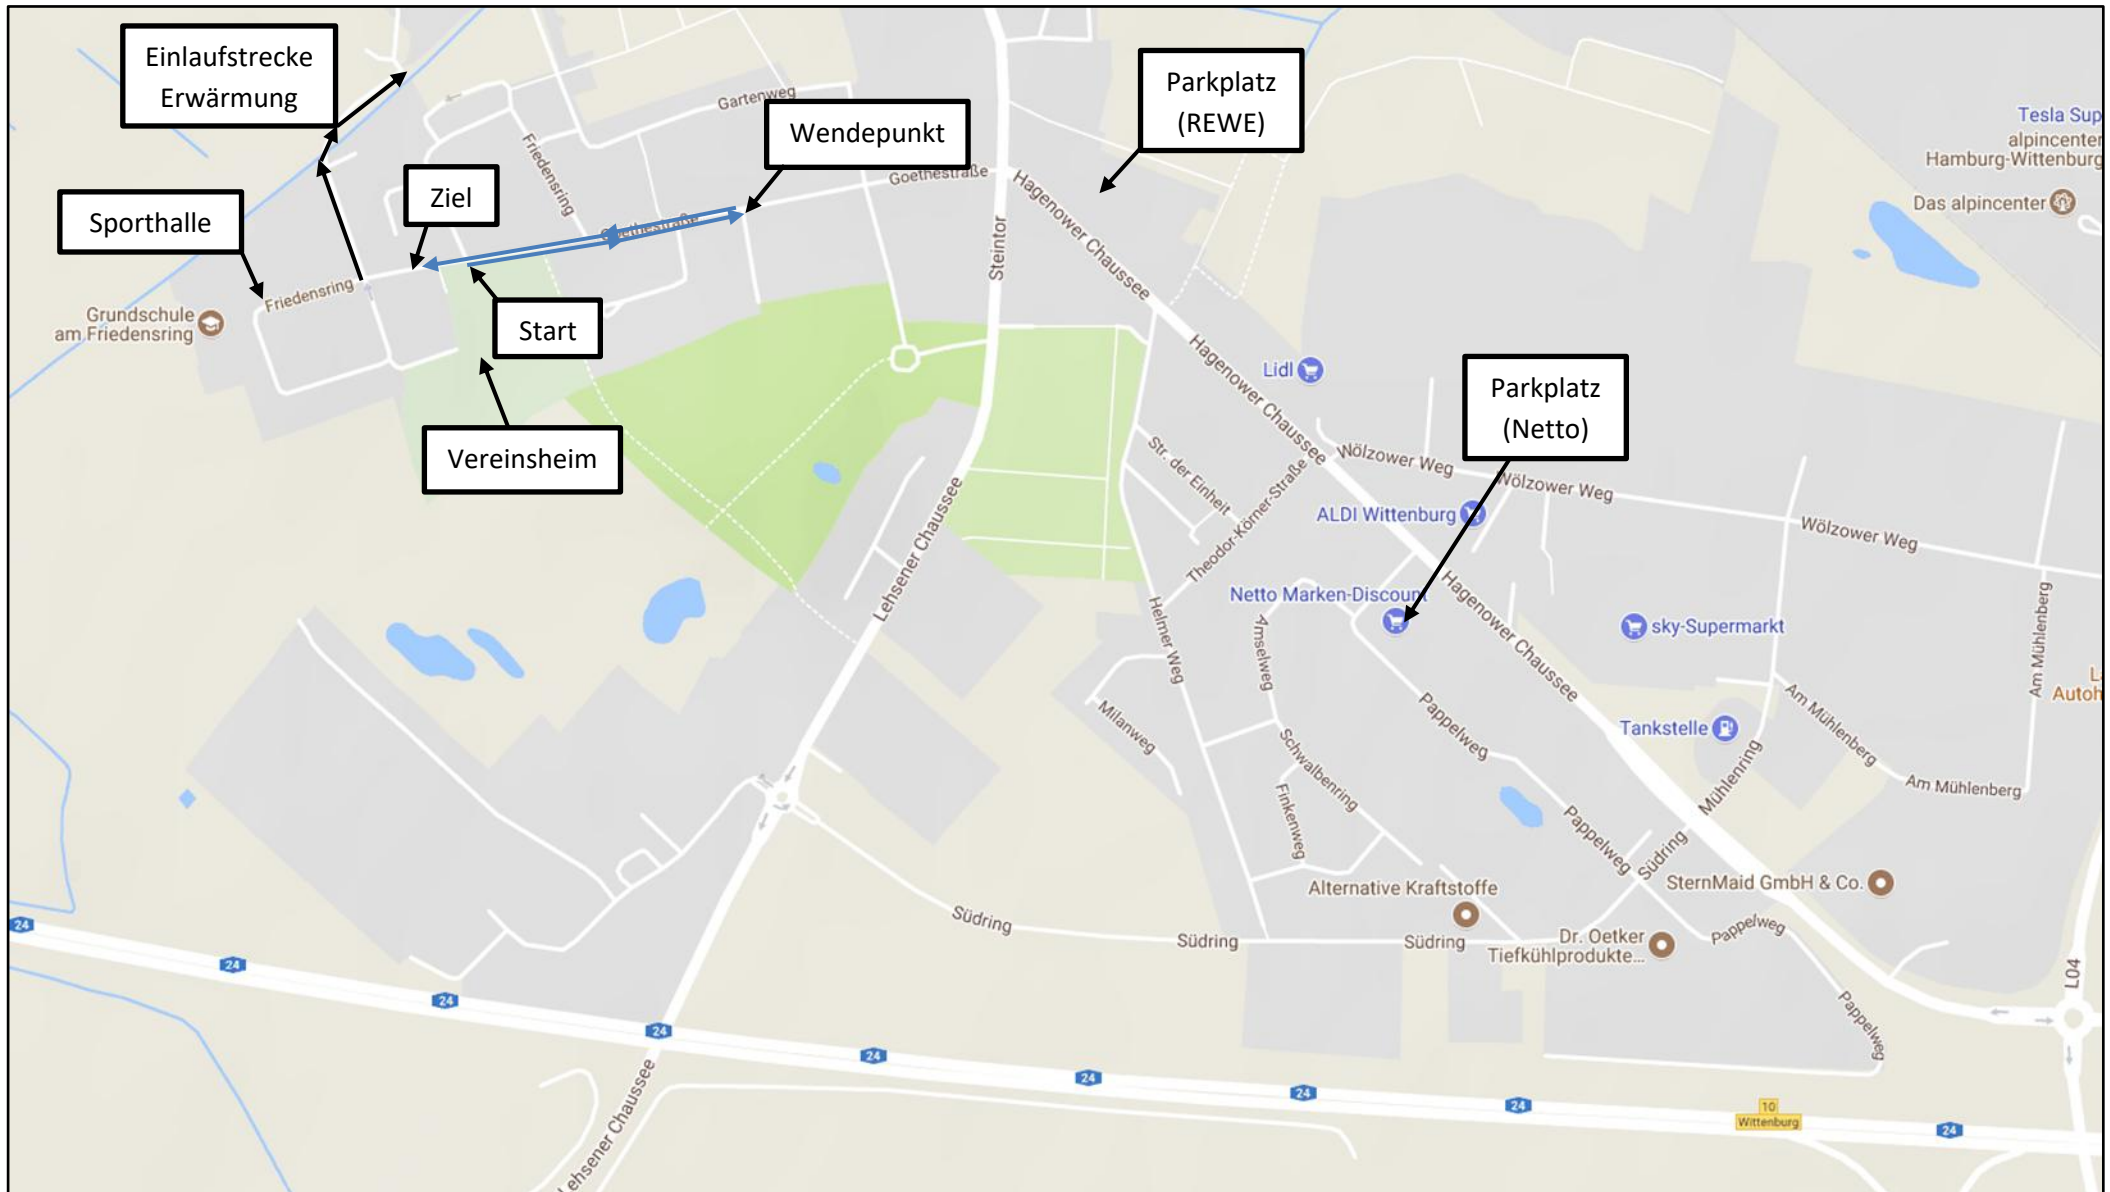 Einlaufstrecke
Erwärmung
Parkplatz
(REWE)
Wendepunkt
Ziel
Sporthalle
Start
Vereinsheim
Parkplatz
(Netto)
Gartenweg
Friedensring
Goethestraße
Goethestraße
Friedensring
Grundschule
am Friedensring
Steintor
Hagenower Chaussee
Tesla Sup
alpincenter
Hamburg-Wittenburg
Das alpincenter
Hagenower Chaussee
Lidl
Wölzower Weg
Wölzower Weg
Wölzower Weg
Str. der Einheit
Theodor-Körner-Straße
ALDI Wittenburg
Lehsener Chaussee
Netto Marken-Discount
Hagenower Chaussee
sky-Supermarkt
Helmer Weg
Amselweg
Am Mühlenberg
Autoh
Milanweg
Pappelweg
Tankstelle
Am Mühlenberg
Am Mühlenberg
Schwalbenring
Finkenweg
Mühlenring
Pappelweg
Südring
SternMaid GmbH & Co.
Alternative Kraftstoffe
Südring
Südring
Südring
Dr. Oetker
Tiefkühlprodukte...
Pappelweg
Pappelweg
L04
24
24
24
24
24
24
24
24
24
10
Wittenburg
Lehsener Chaussee